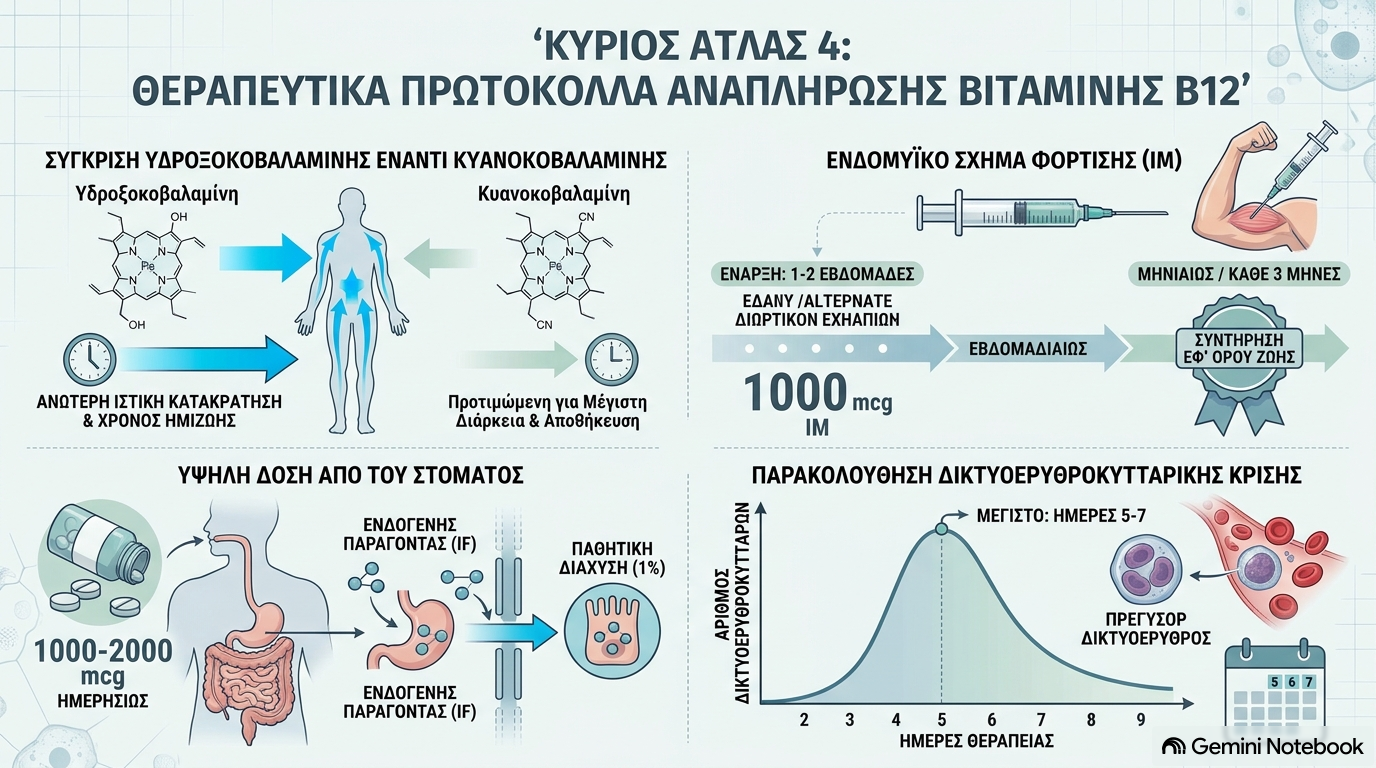 ‘ΚΥΡΙΟΣ ΑΤΛΑΣ 4:
ΘΕΡΑΠΕΥΤΙΚΑ ΠΡΩΤΟΚΟΛΛΑ ΑΝΑΠΛΗΡΩΣΗΣ ΒΙΤΑΜΙΝΗΣ Β12’
ΣΥΓΚΡΙΣΗ ΥΔΡΟΞΟΚΟΒΑΛΑΜΙΝΗΣ ΕΝΑΝΤΙ ΚΥΑΝΟΚΟΒΑΛΑΜΙΝΗΣ
Υδροξοκοβαλαμίνη
Κυανοκοβαλαμίνη
OH
N N
N N
OH
CN
N N
N N
CN
ΑΝΩΤΕΡΗ ΙΣΤΙΚΗ ΚΑΤΑΚΡΑΤΗΣΗ
& ΧΡΟΝΟΣ ΗΜΙΖΩΗΣ
Προτιμώμενη για Μέγιστη
Διάρκεια & Αποθήκευση
ΕΝΔΟΜΥΪΚΟ ΣΧΗΜΑ ΦΟΡΤΙΣΗΣ (IM)
ΕΝΑΡΞΗ: 1-2 ΕΒΔΟΜΑΔΕΣ
ΕΔΑΝΥ /ALTERNATE
ΔΙΩΡΤΙΚΟΝ ΕΧΗΑΠΙΩΝ
1000 mcg
IM
ΕΒΔΟΜΑΔΙΑΙΩΣ
ΜΗΝΙΑΙΩΣ / ΚΑΘΕ 3 ΜΗΝΕΣ
ΣΥΝΤΗΡΗΣΗ
ΕΦ' ΟΡΟΥ ΖΩΗΣ
ΥΨΗΛΗ ΔΟΣΗ ΑΠΟ ΤΟΥ ΣΤΟΜΑΤΟΣ
1000-2000
mcg
ΗΜΕΡΗΣΙΩΣ
ΕΝΔΟΓΕΝΗΣ
ΠΑΡΑΓΟΝΤΑΣ (IF)
ΕΝΔΟΓΕΝΗΣ
ΠΑΡΑΓΟΝΤΑΣ (IF)
ΠΑΘΗΤΙΚΗ
ΔΙΑΧΥΣΗ (1%)
ΠΑΡΑΚΟΛΟΥΘΗΣΗ ΔΙΚΤΥΟΕΡΥΘΡΟΚΥΤΤΑΡΙΚΗΣ ΚΡΙΣΗΣ
ΑΡΙΘΜΟΣ
ΔΙΚΤΥΟΕΡΥΘΡΟΚΥΤΤΑΡΩΝ
ΜΕΓΙΣΤΟ: ΗΜΕΡΕΣ 5-7
2 3 4 5 6 7 8 9
ΗΜΕΡΕΣ ΘΕΡΑΠΕΙΑΣ
ΠΡΕΓΥΣΟΡ
ΔΙΚΤΥΟΕΡΥΘΡΟΣ
5 6 7
Gemini Notebook